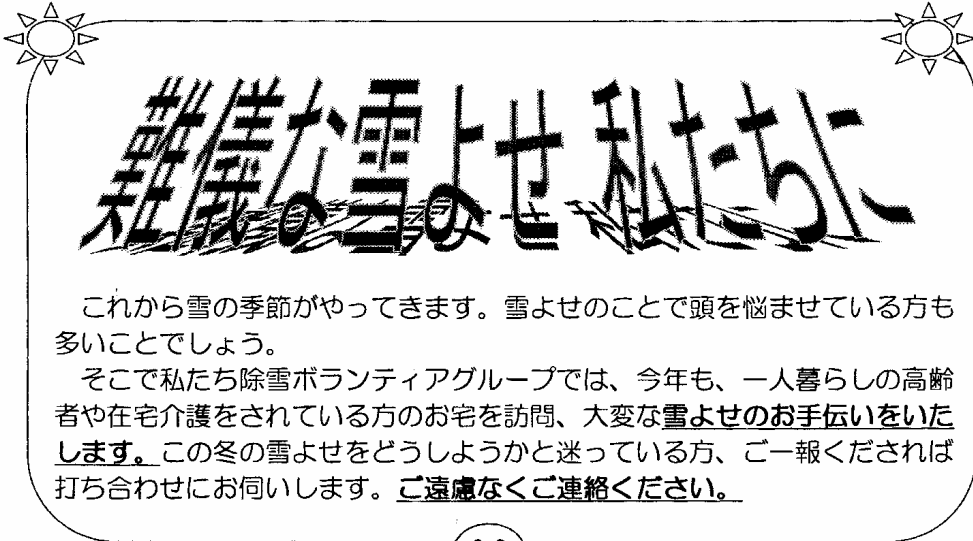 難儀な雪よせ私たちに
これから雪の季節がやってきます。雪よせのことで頭を悩ませている方も
多いことでしょう。
そこで私たち除雪ボランティアグループでは、今年も、一人暮らしの高齢
者や在宅介護をされている方のお宅を訪問、大変な雪よせのお手伝いをいた
します。この冬の雪よせをどうしようかと迷っている方、ご一報くだされば
打ち合わせにお伺いします。ご遠慮なくご連絡ください。